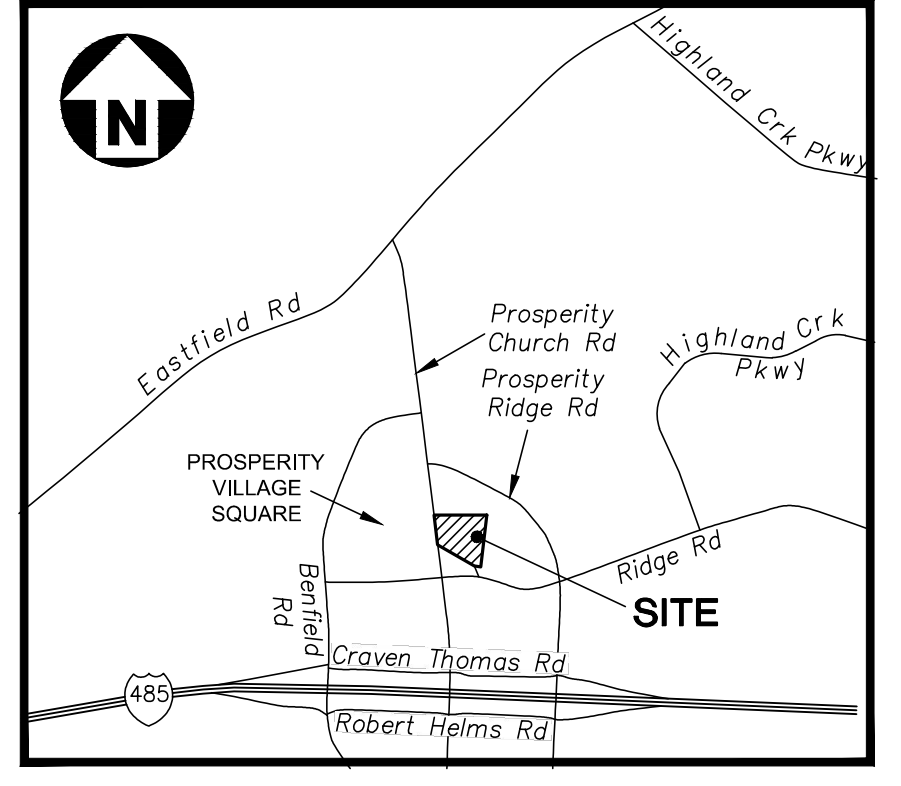 Highland Crk Pkwy
N
Eastfield Rd
Prosperity
Church Rd
Highland Crk
Pkwy
Prosperity
Ridge Rd
PROSPERITY
VILLAGE
SQUARE
Ridge Rd
Benfield
Rd
SITE
Craven Thomas Rd
485
Robert Helms Rd